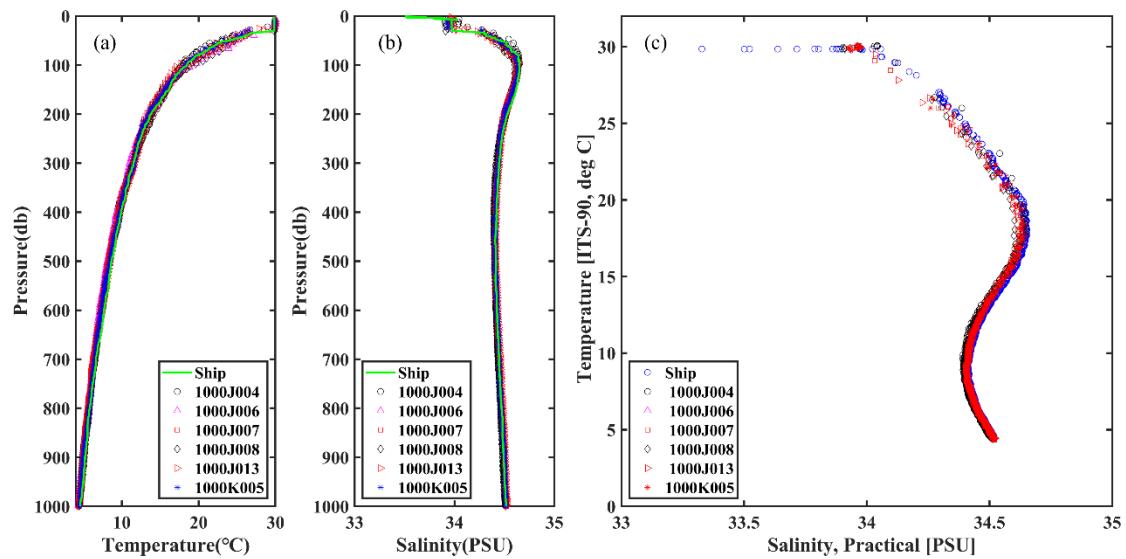 (a)
Pressure(db)
0
100
200
300
400
500
600
700
800
900
1000
10
20
30
Temperature(°C)
Ship
1000J004
1000J006
1000J007
1000J008
1000J013
1000K005
(b)
Pressure(db)
0
100
200
300
400
500
600
700
800
900
1000
33
34
35
Salinity(PSU)
Ship
1000J004
1000J006
1000J007
1000J008
1000J013
1000K005
(c)
Temperature [ITS-90, deg C]
30
25
20
15
10
5
0
33
33.5
34
34.5
35
Salinity, Practical [PSU]
Ship
1000J004
1000J006
1000J007
1000J008
1000J013
1000K005